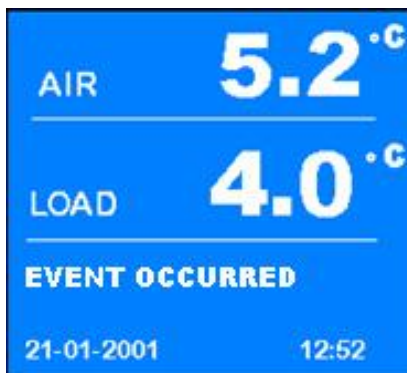 AIR 5.2 °C
LOAD 4.0 °C
EVENT OCCURRED
21-01-2001 12:52